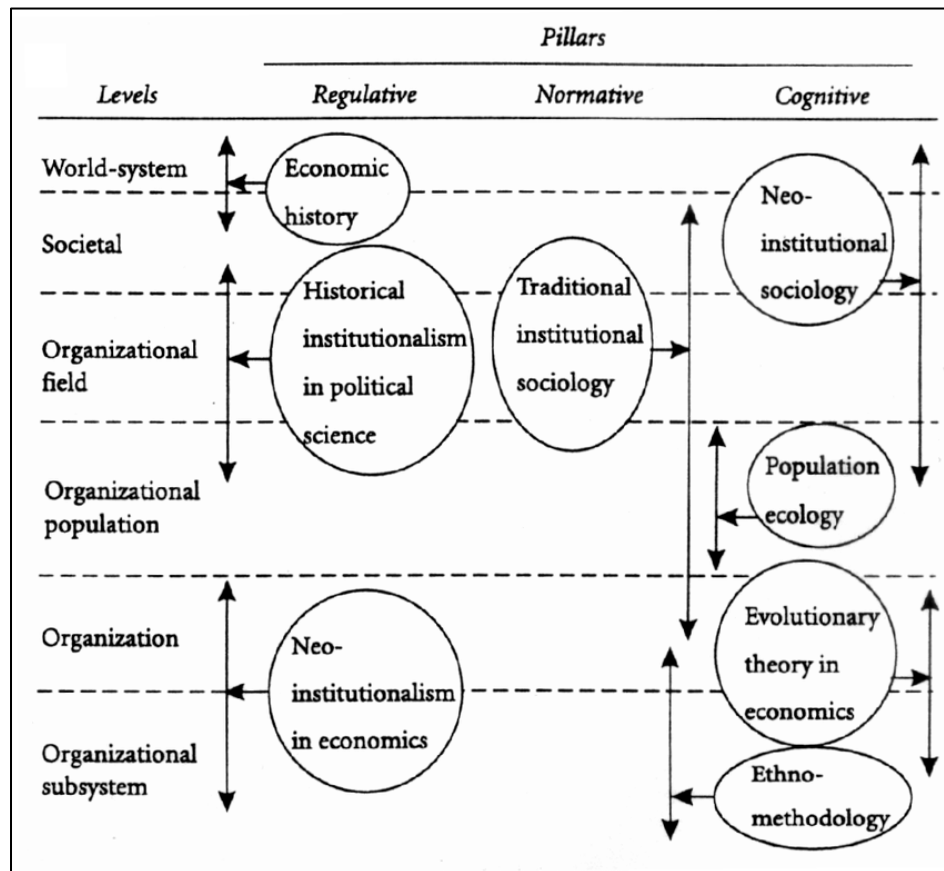 Pillars
Levels Regulative Normative Cognitive
World-system
Economic
history
Neo-
institutional
sociology
Societal
Historical
institutionalism
in political
science
Traditional
institutional
sociology
Organizational
field
Organizational
population
Population
ecology
Organization
Neo-
institutionalism
in economics
Evolutionary
theory in
economics
Organizational
subsystem
Ethno-
methodology